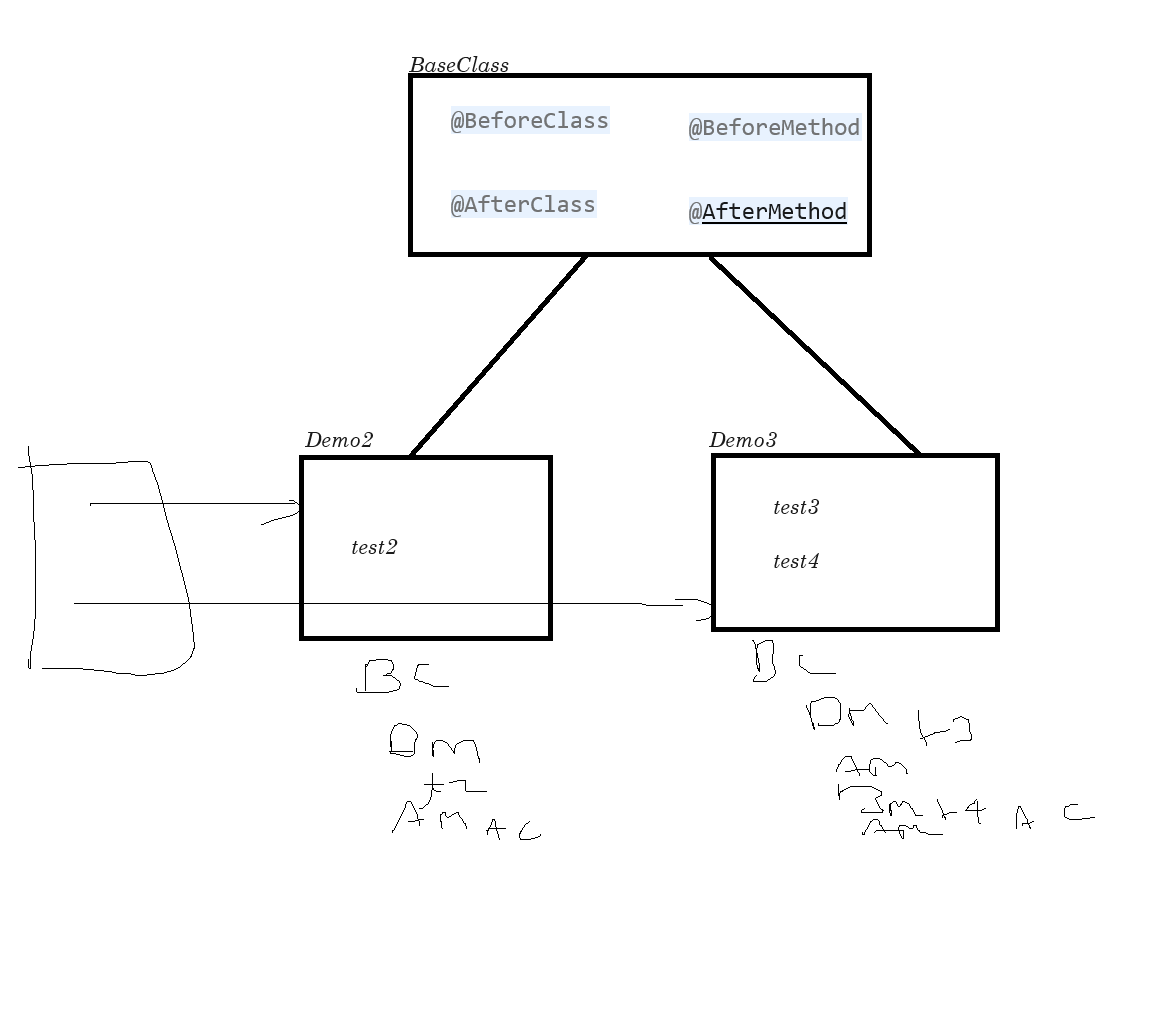 BaseClass
@BeforeClass @BeforeMethod
@AfterClass @AfterMethod
Demo2
test2
Demo3
test3
test4
BC
BM
t2
AM AC
BC
BM t3
AM
BM t4 AC
AM